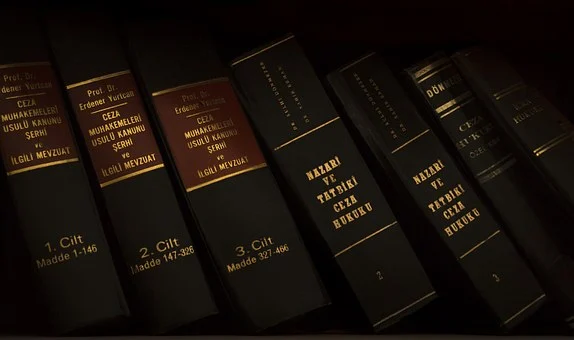 Prof. Dr.
Erdener Yurtcan
CEZA
MUHAKEMELERİ
USULÜ KANUNU
ŞERHİ
ve
İLGİLİ MEVZUAT
1. Cilt
Madde 1-146
Prof. Dr.
Erdener Yurtcan
CEZA
MUHAKEMELERİ
USULÜ KANUNU
ŞERHİ
ve
İLGİLİ MEVZUAT
2. Cilt
Madde 147-326
Prof. Dr.
Erdener Yurtcan
CEZA
MUHAKEMELERİ
USULÜ KANUNU
ŞERHİ
ve
İLGİLİ MEVZUAT
3. Cilt
Madde 327-466
NAZARİ
VE
TATBİKİ
CEZA
HUKUKU
2
NAZARİ
VE
TATBİKİ
CEZA
HUKUKU
3
CEZA